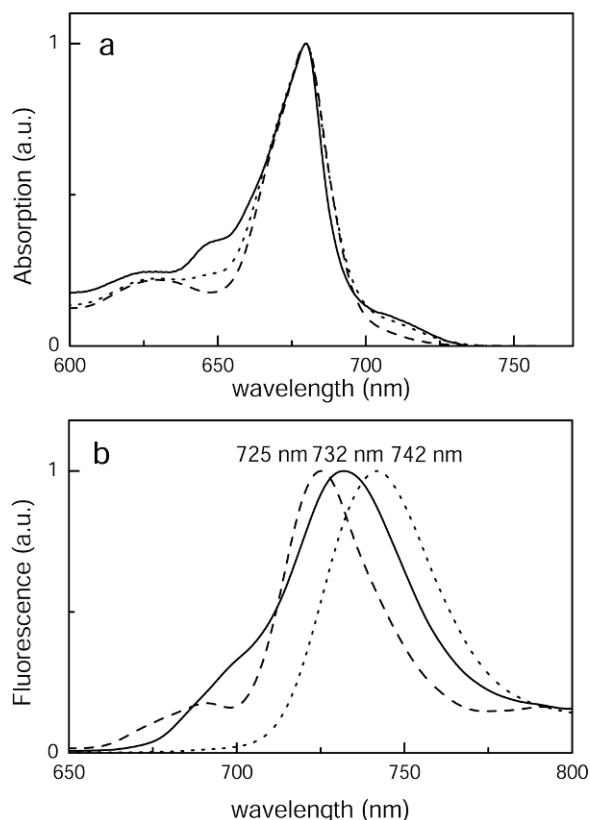 a
1
Absorption (a.u.)
0
600 650 700 750
wavelength (nm)
b
725 nm 732 nm 742 nm
1
Fluorescence (a.u.)
0
650 700 750 800
wavelength (nm)